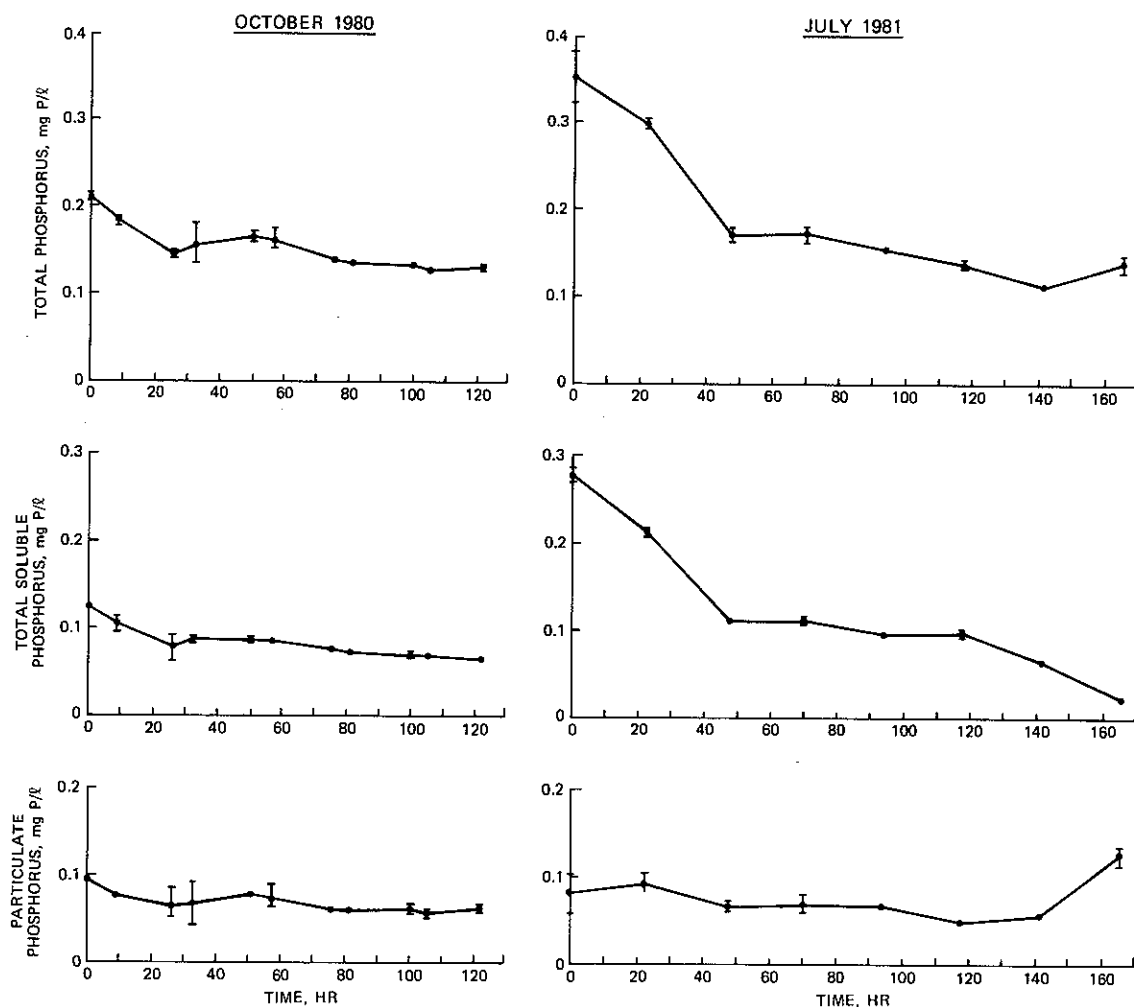 OCTOBER 1980
JULY 1981
TOTAL PHOSPHORUS, mg P/ℓ
0.4
0.3
0.2
0.1
0
0 20 40 60 80 100 120
0.4
0.3
0.2
0.1
0
0 20 40 60 80 100 120 140 160
TOTAL SOLUBLE
PHOSPHORUS, mg P/ℓ
0.3
0.2
0.1
0
0 20 40 60 80 100 120
0.3
0.2
0.1
0
0 20 40 60 80 100 120 140 160
PARTICULATE
PHOSPHORUS, mg P/ℓ
0.2
0.1
0
0 20 40 60 80 100 120
TIME, HR
0.2
0.1
0
0 20 40 60 80 100 120 140 160
TIME, HR